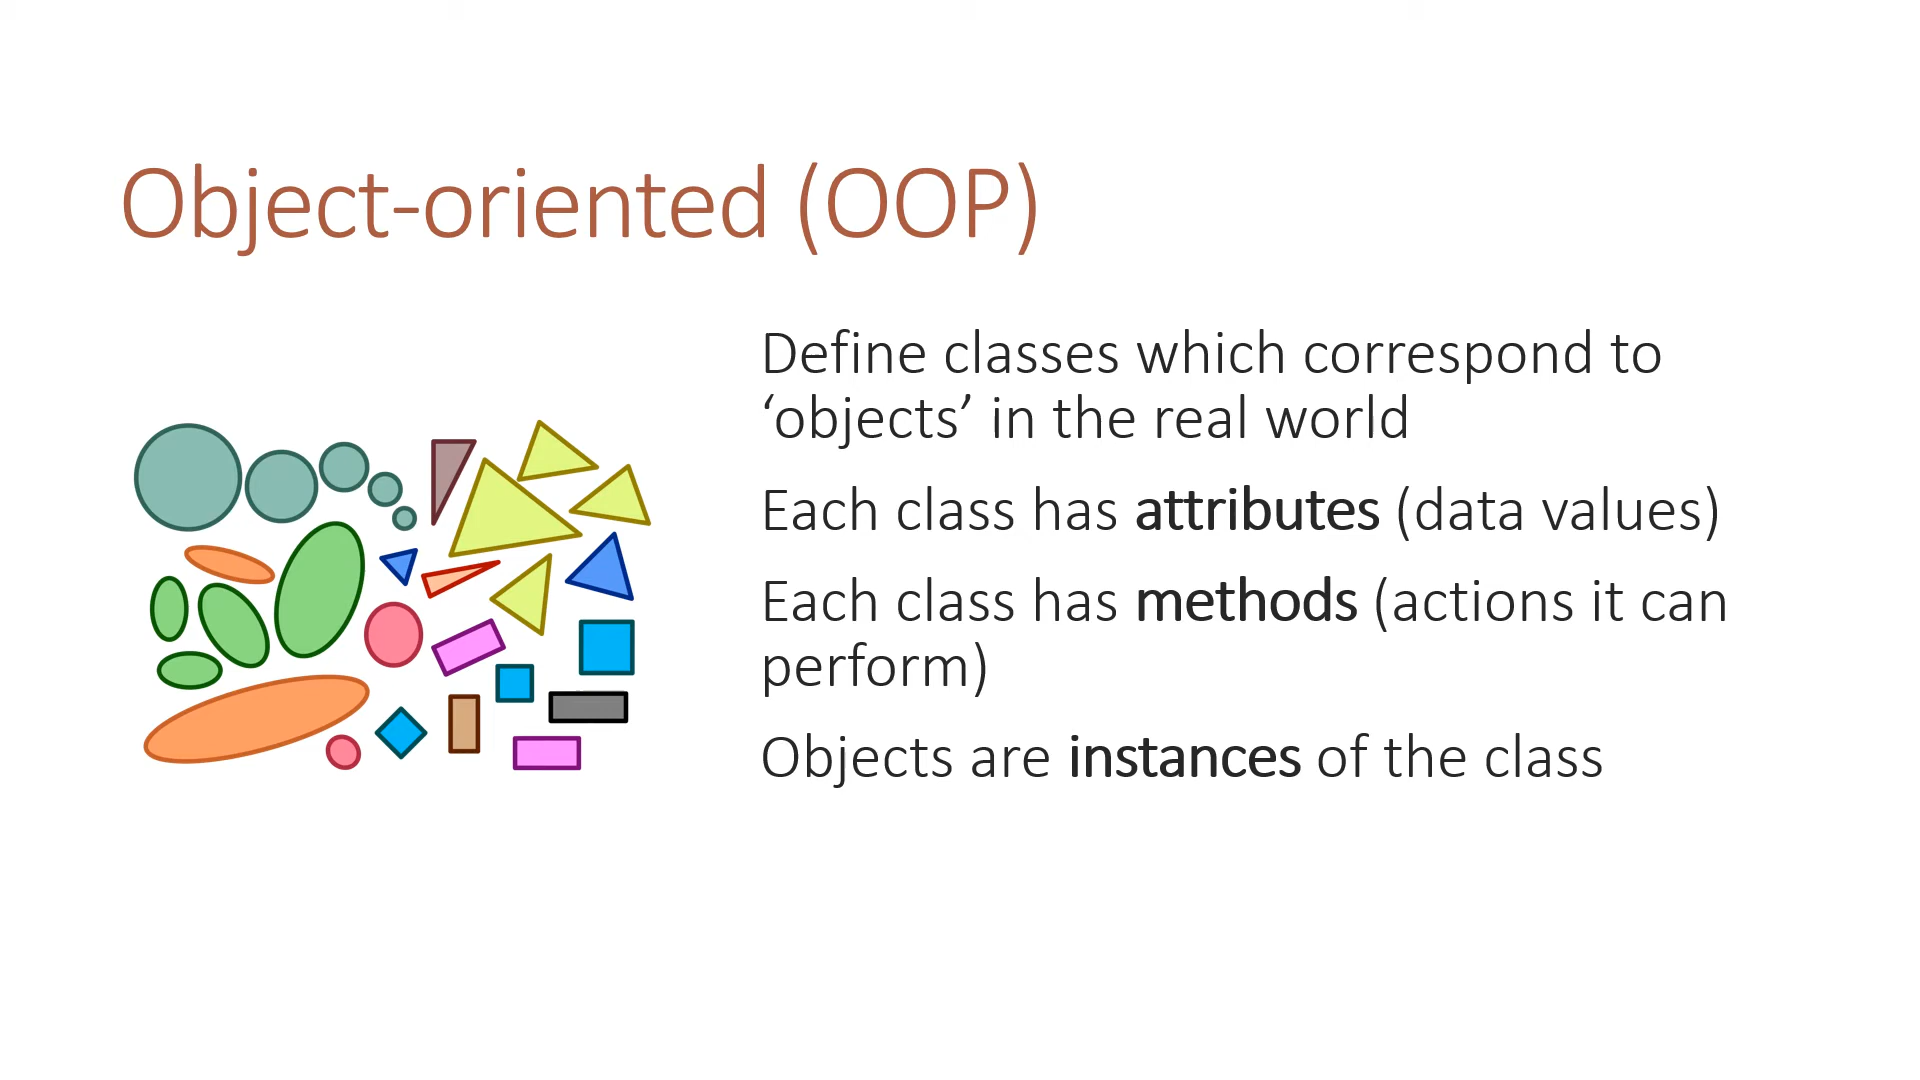 Object-oriented (OOP)
Define classes which correspond to
‘objects’ in the real world
Each class has attributes (data values)
Each class has methods (actions it can
perform)
Objects are instances of the class